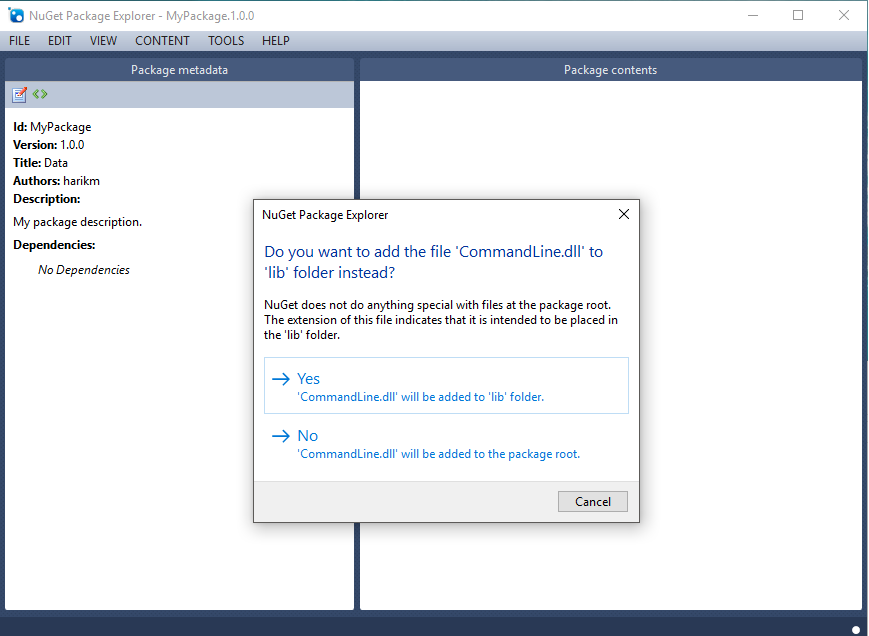 NuGet Package Explorer - MyPackage.1.0.0
FILE EDIT VIEW CONTENT TOOLS HELP
Package metadata
Package contents
Id: MyPackage
Version: 1.0.0
Title: Data
Authors: harikm
Description:
My package description.
Dependencies:
No Dependencies
NuGet Package Explorer
Do you want to add the file 'CommandLine.dll' to
'lib' folder instead?
NuGet does not do anything special with files at the package root.
The extension of this file indicates that it is intended to be placed in
the 'lib' folder.
Yes
'CommandLine.dll' will be added to 'lib' folder.
No
'CommandLine.dll' will be added to the package root.
Cancel